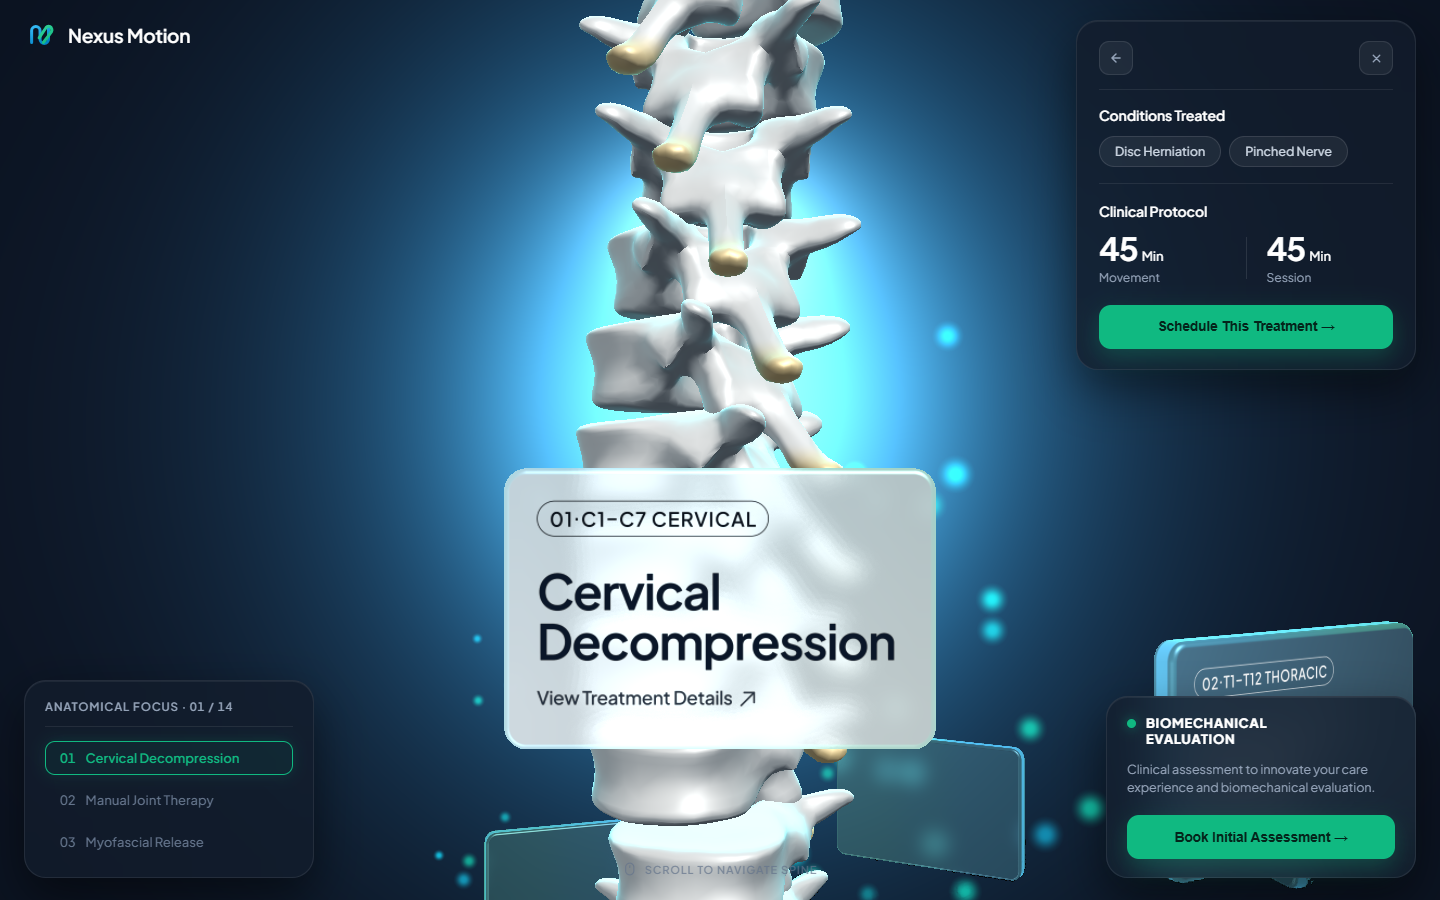 Nexus Motion
Conditions Treated
Disc Herniation
Pinched Nerve
Clinical Protocol
45 Min
Movement
45 Min
Session
Schedule This Treatment →
01·C1–C7 CERVICAL
Cervical
Decompression
View Treatment Details ↗
02·T1–T12 THORACIC
ANATOMICAL FOCUS · 01 / 14
01 Cervical Decompression
02 Manual Joint Therapy
03 Myofascial Release
BIOMECHANICAL
EVALUATION
Clinical assessment to innovate your care
experience and biomechanical evaluation.
Book Initial Assessment →
SCROLL TO NAVIGATE SPINE